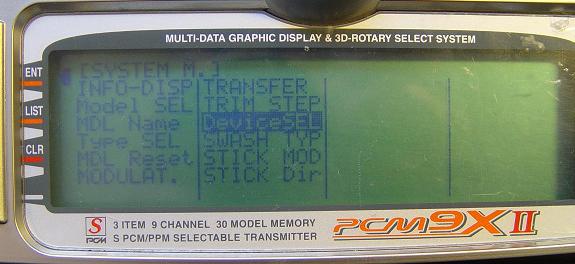 MULTI-DATA GRAPHIC DISPLAY & 3D-ROTARY SELECT SYSTEM
ENT
LIST
CLR
[SYSTEM M.]
INFO-DISP TRANSFER
Model SEL TRIM STEP
MDL Name DeviceSEL
Type SEL SWASH TYP
MDL Reset STICK MOD
MODULAT. STICK Dir
S PCM
3 ITEM 9 CHANNEL 30 MODEL MEMORY
S PCM/PPM SELECTABLE TRANSMITTER
PCM9XII